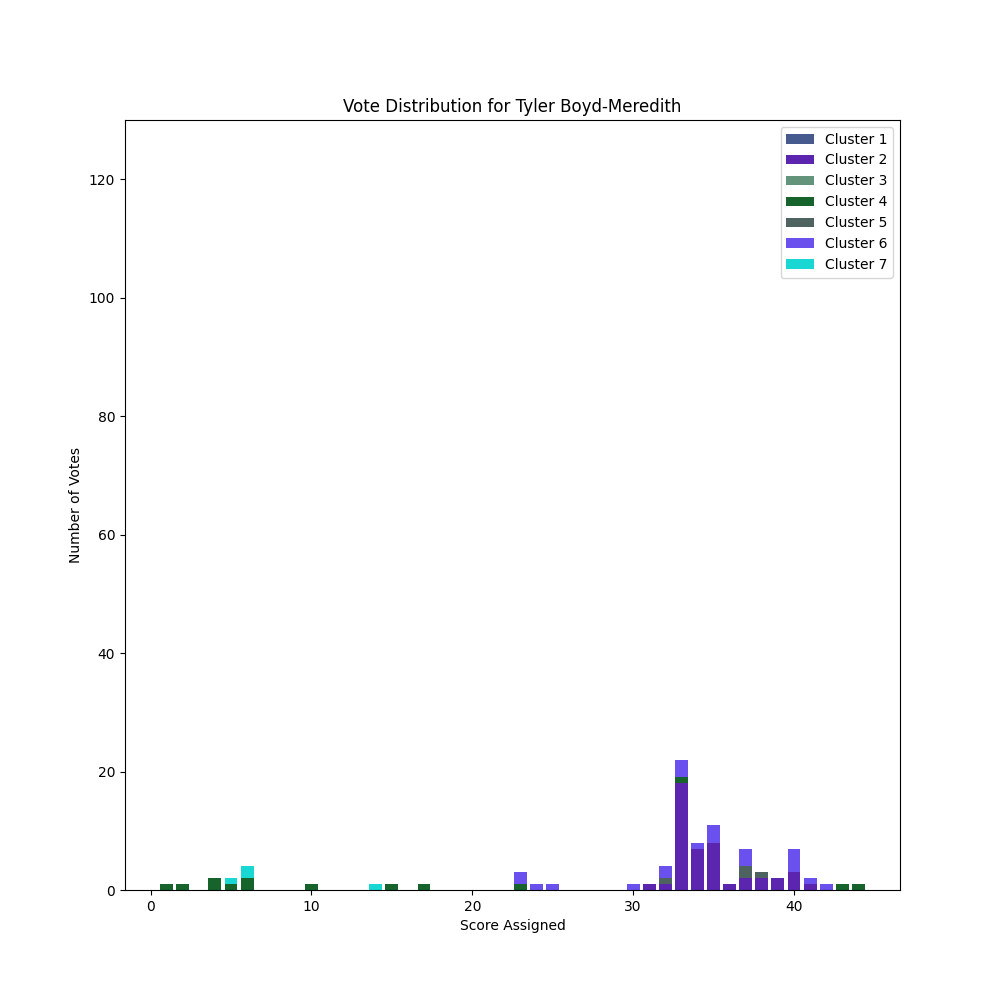 Vote Distribution for Tyler Boyd-Meredith
Cluster 1
Cluster 2
Cluster 3
Cluster 4
Cluster 5
Cluster 6
Cluster 7
120
100
80
60
40
20
0
Number of Votes
0 10 20 30 40
Score Assigned